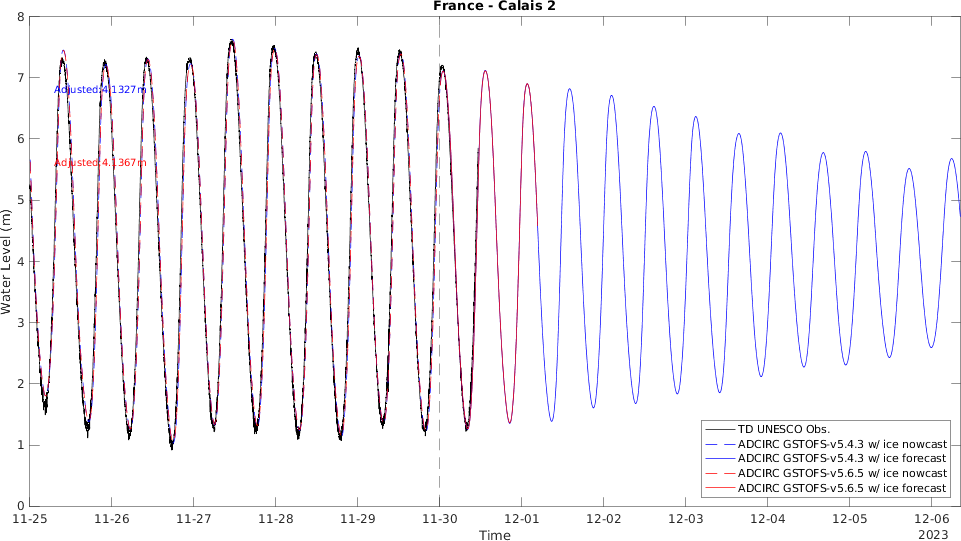 France - Calais 2
8
7
6
5
4
3
2
1
0
Water Level (m)
Adjusted:4.1327m
Adjusted:4.1367m
TD UNESCO Obs.
ADCIRC GSTOFS-v5.4.3 w/ ice nowcast
ADCIRC GSTOFS-v5.4.3 w/ ice forecast
ADCIRC GSTOFS-v5.6.5 w/ ice nowcast
ADCIRC GSTOFS-v5.6.5 w/ ice forecast
11-25 11-26 11-27 11-28 11-29 11-30 12-01 12-02 12-03 12-04 12-05 12-06
2023
Time